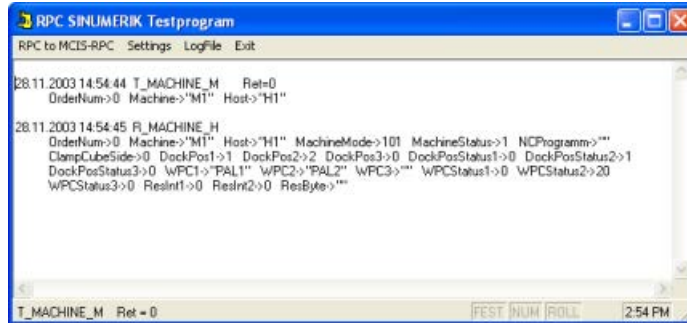 RPC SINUMERIK Testprogram
RPC to MCIS-RPC Settings LogFile Exit
28.11.2003 14:54:44 T_MACHINE_M Ret=0
OrderNum->0 Machine->"M1" Host->"H1"
28.11.2003 14:54:45 R_MACHINE_H
OrderNum->0 Machine->"M1" Host->"H1" MachineMode->101 MachineStatus->1 NCProgramm->""
ClampCubeSide->0 DockPos1->1 DockPos2->2 DockPos3->0 DockPosStatus1->0 DockPosStatus2->1
DockPosStatus3->0 WPC1->"PAL1" WPC2->"PAL2" WPC3->"" WPCStatus1->0 WPCStatus2->20
WPCStatus3->0 ResInt1->0 ResInt2->0 ResByte->""
T_MACHINE_M Ret = 0 FEST NUM ROLL 2:54 PM